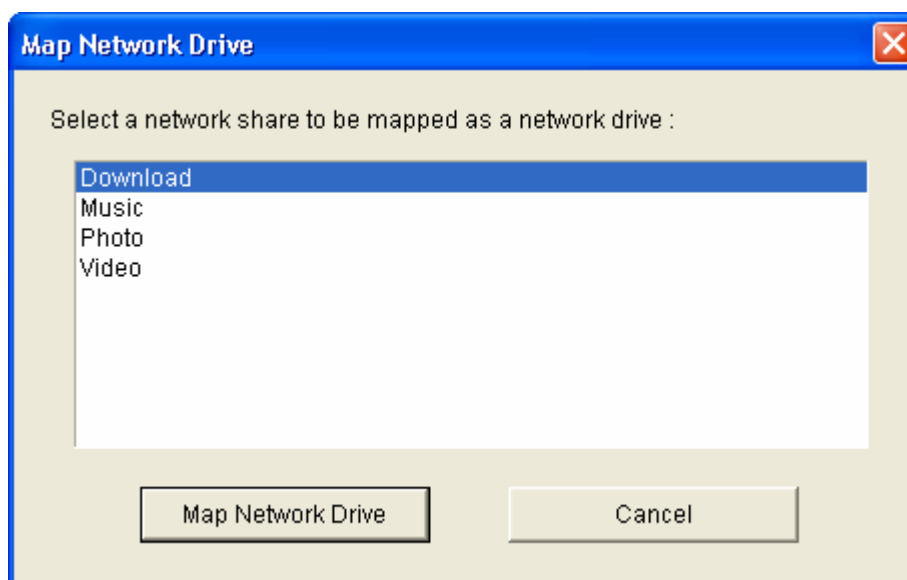 Map Network Drive
Select a network share to be mapped as a network drive :
Download
Music
Photo
Video
Map Network Drive
Cancel